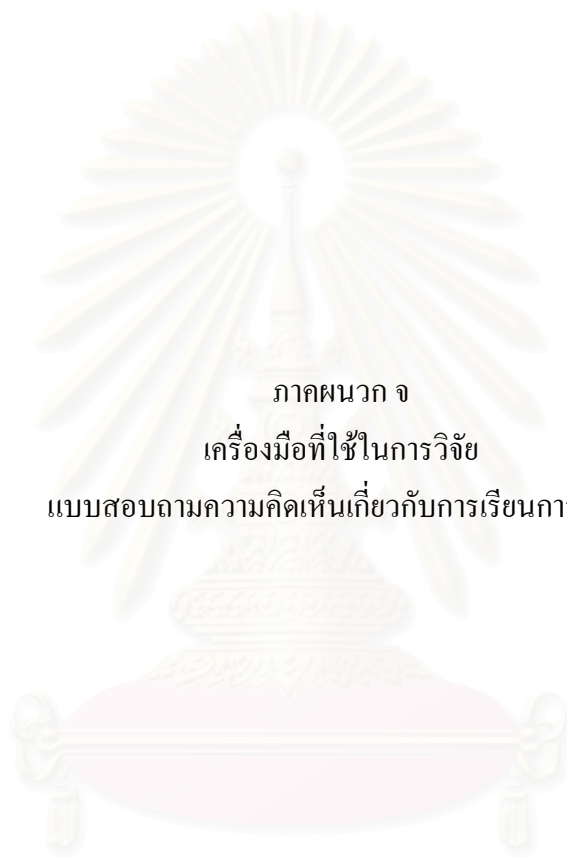 ภาคผนวก จ
เครื่องมือที่ใช้ในการวิจัย
แบบสอบถามความคิดเห็นเกี่ยวกับการเรียนกา